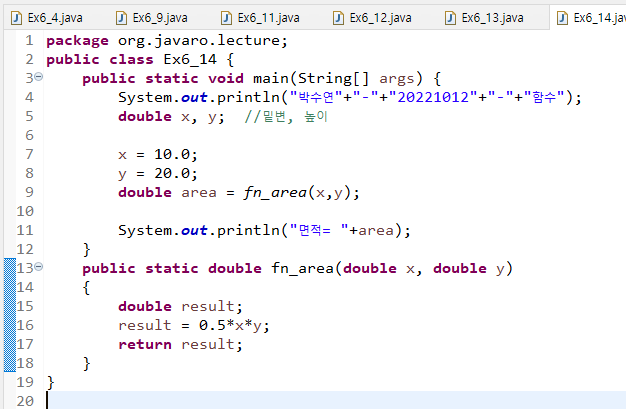 Ex6_4.java Ex6_9.java Ex6_11.java Ex6_12.java Ex6_13.java Ex6_14.jav
1 package org.javaro.lecture;
2 public class Ex6_14 {
3 public static void main(String[] args) {
4 System.out.println("박수연"+"-"+"20221012"+"-"+"함수");
5 double x, y; //밑변, 높이
6
7 x = 10.0;
8 y = 20.0;
9 double area = fn_area(x,y);
10
11 System.out.println("면적= "+area);
12 }
13 public static double fn_area(double x, double y)
14 {
15 double result;
16 result = 0.5*x*y;
17 return result;
18 }
19 }
20